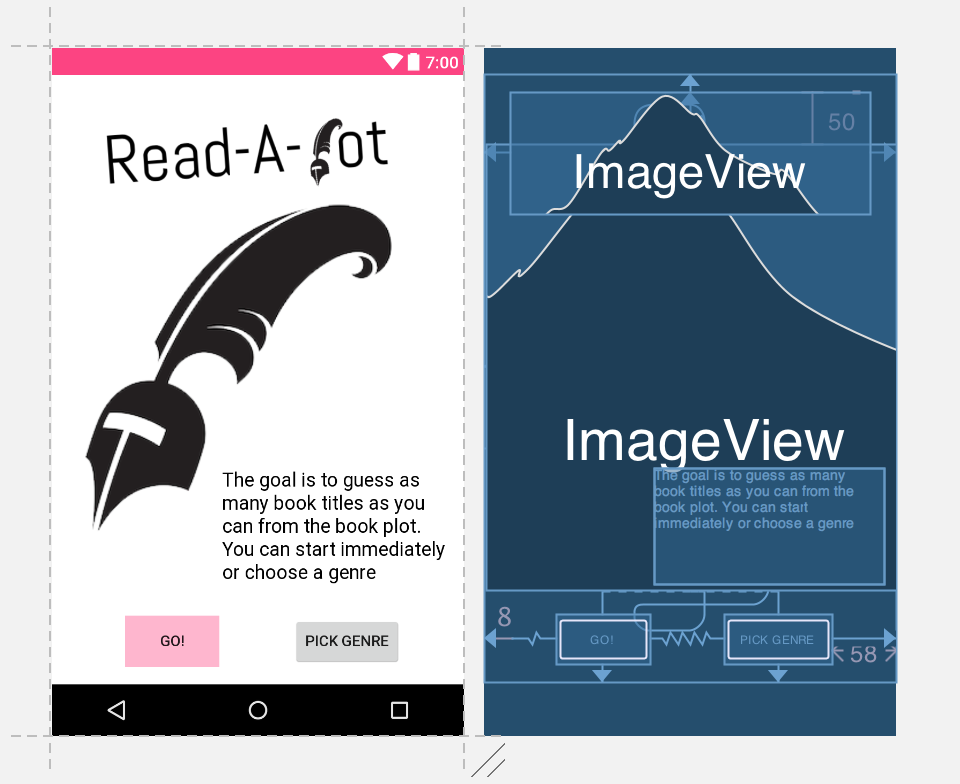 7:00
Read-A- ot
The goal is to guess as
many book titles as you
can from the book plot.
You can start immediately
or choose a genre
GO!
PICK GENRE
50
ImageView
ImageView
The goal is to guess as many
book titles as you can from the
book plot. You can start
immediately or choose a genre
8
GO!
PICK GENRE
58